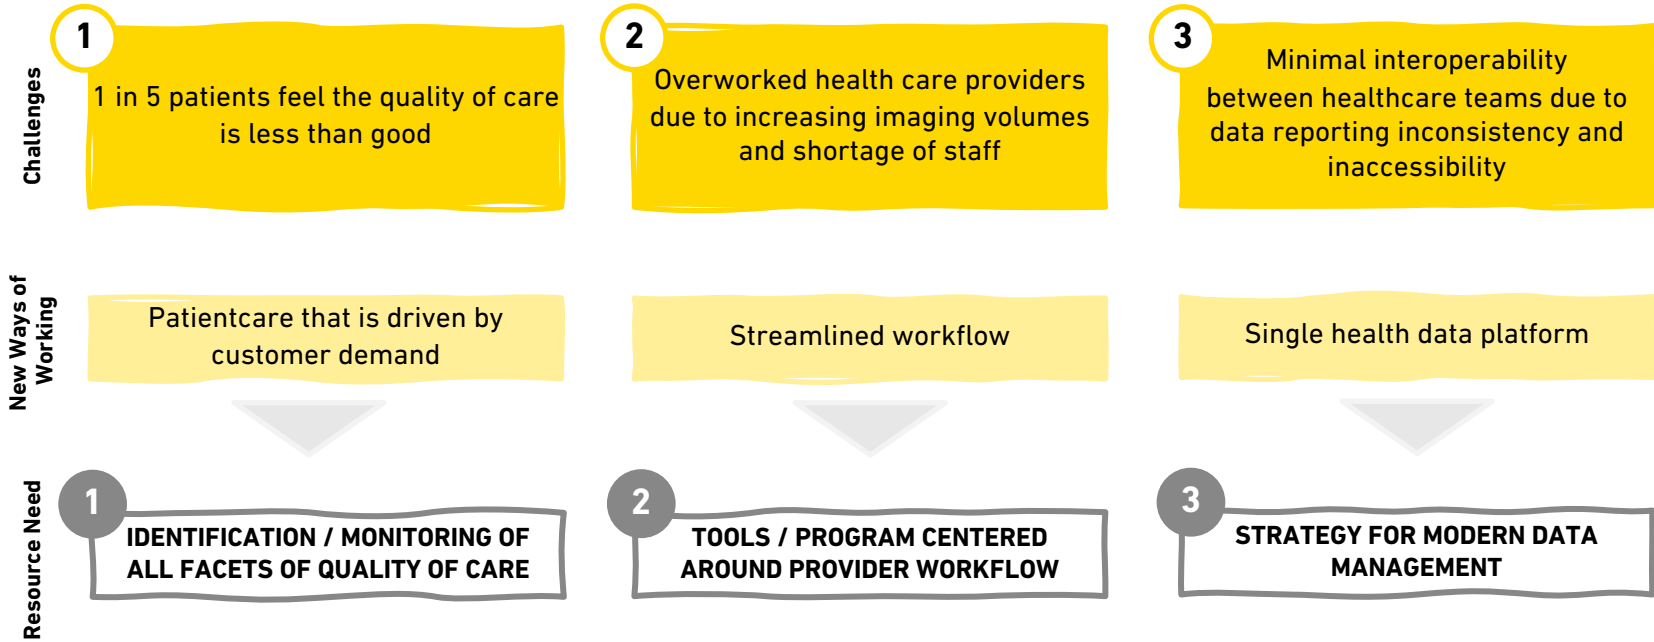 Challenges
1
1 in 5 patients feel the quality of care
is less than good
2
Overworked health care providers
due to increasing imaging volumes
and shortage of staff
3
Minimal interoperability
between healthcare teams due to
data reporting inconsistency and
inaccessibility
New Ways of
Working
Patientcare that is driven by
customer demand
Streamlined workflow
Single health data platform
Resource Need
1
IDENTIFICATION / MONITORING OF
ALL FACETS OF QUALITY OF CARE
2
TOOLS / PROGRAM CENTERED
AROUND PROVIDER WORKFLOW
3
STRATEGY FOR MODERN DATA
MANAGEMENT